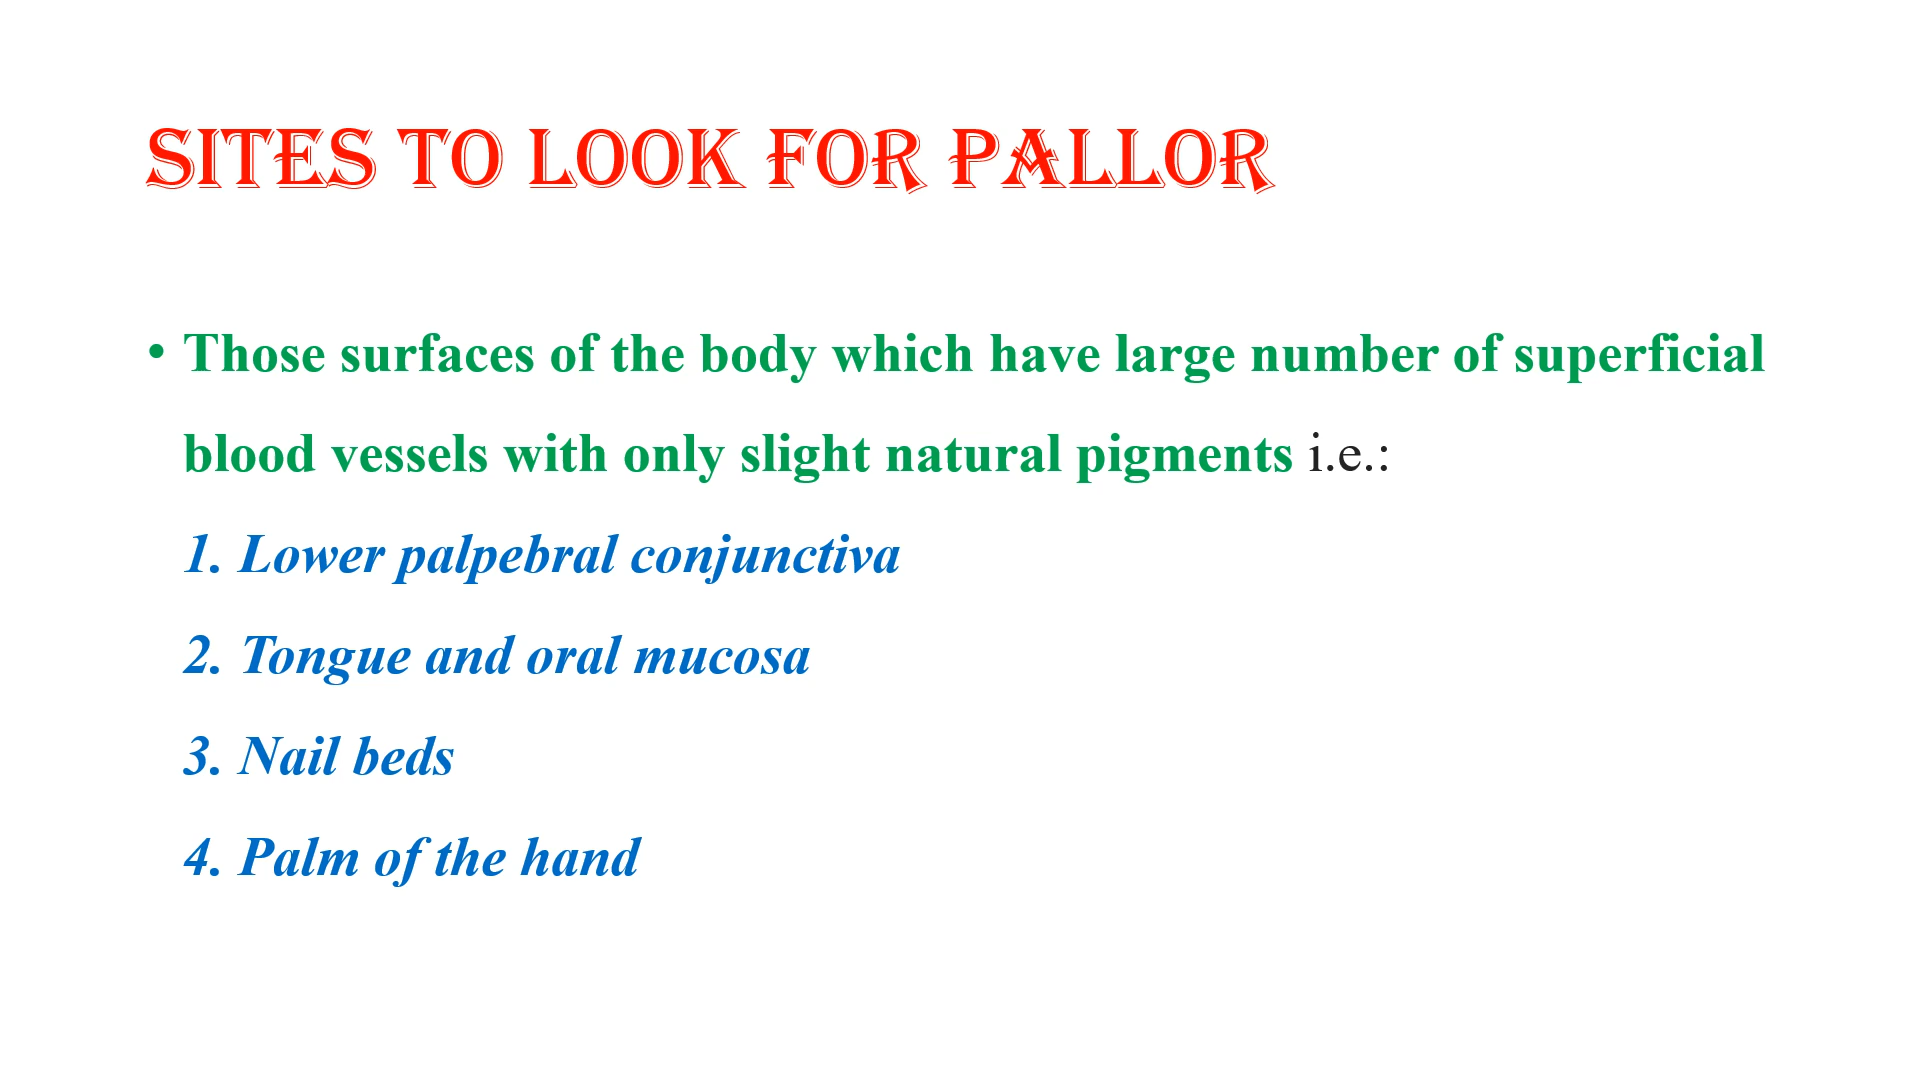 SITES TO LOOK FOR PALLOR
• Those surfaces of the body which have large number of superficial
blood vessels with only slight natural pigments i.e.:
1. Lower palpebral conjunctiva
2. Tongue and oral mucosa
3. Nail beds
4. Palm of the hand